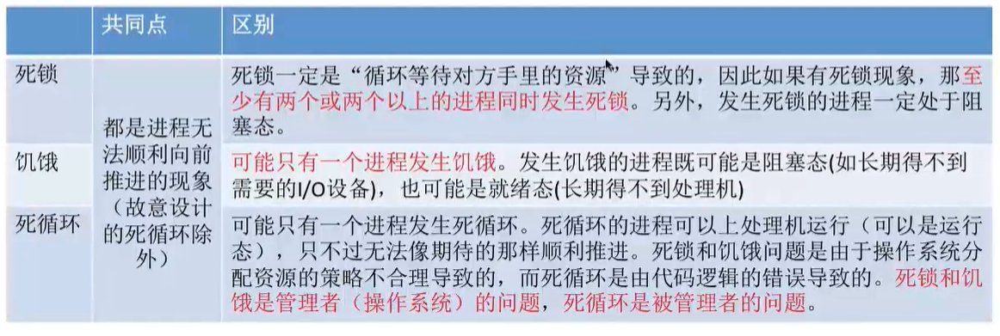 共同点
区别
死锁
死锁一定是“循环等待对方手里的资源”导致的，因此如果有死锁现象，那至
少有两个或两个以上的进程同时发生死锁。另外，发生死锁的进程一定处于阻
塞态。
都是进程无
法顺利向前
推进的现象
（故意设计
的死循环除
外）
饥饿
可能只有一个进程发生饥饿。发生饥饿的进程既可能是阻塞态(如长期得不到
需要的I/O设备)，也可能是就绪态(长期得不到处理机)
死循环
可能只有一个进程发生死循环。死循环的进程可以上处理机运行（可以是运行
态），只不过无法像期待的那样顺利推进。死锁和饥饿问题是由于操作系统分
配资源的策略不合理导致的，而死循环是由代码逻辑的错误导致的。死锁和饥
饿是管理者（操作系统）的问题，死循环是被管理者的问题。